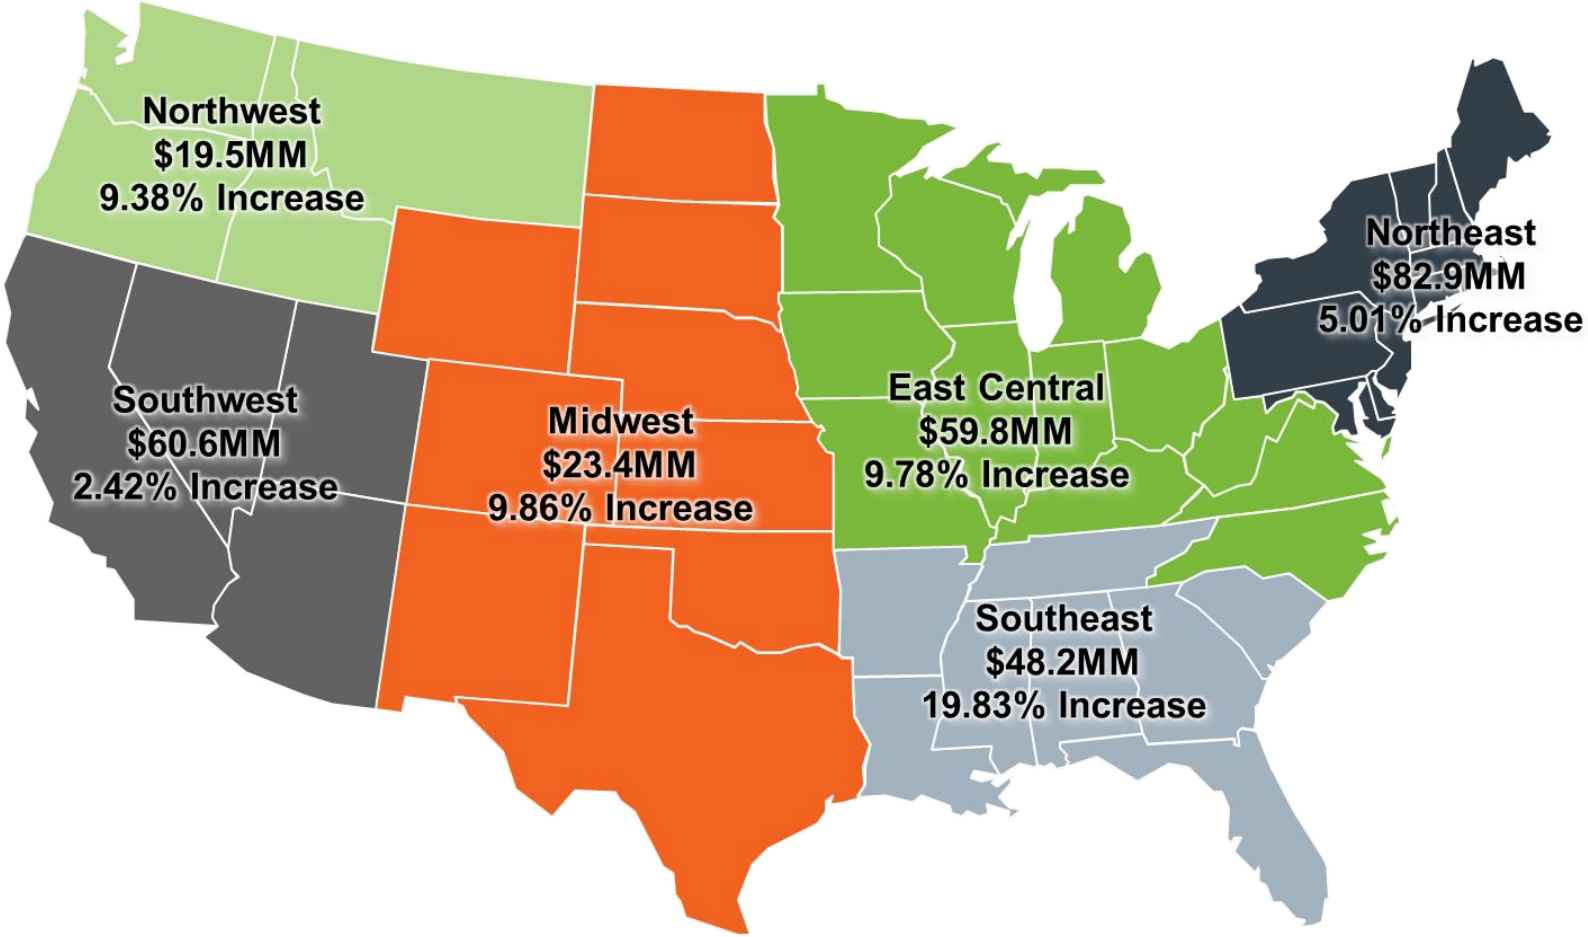 Northwest
$19.5MM
9.38% Increase
Northeast
$82.9MM
5.01% Increase
Southwest
$60.6MM
2.42% Increase
Midwest
$23.4MM
9.86% Increase
East Central
$59.8MM
9.78% Increase
Southeast
$48.2MM
19.83% Increase